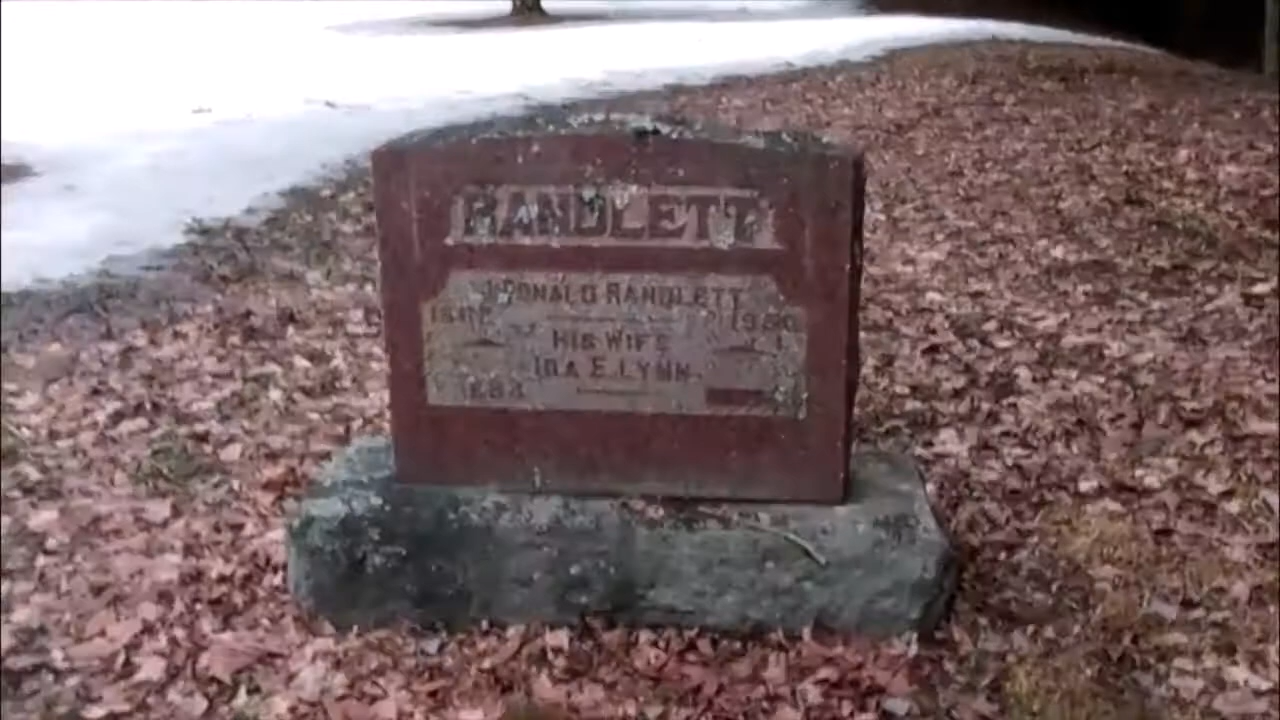 RANDLETT
J. DONALD RANDLETT
HIS WIFE
IDA E. LYNN